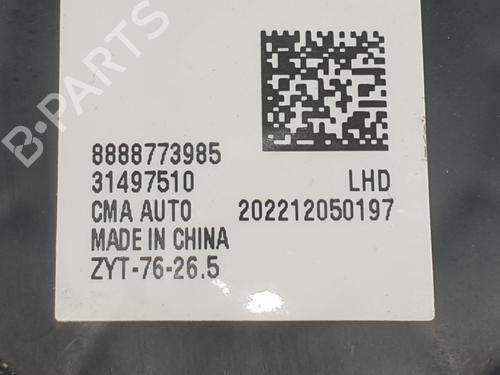 B-PARTS
8888773985
31497510 LHD
CMA AUTO 202212050197
MADE IN CHINA
ZYT-76-26.5